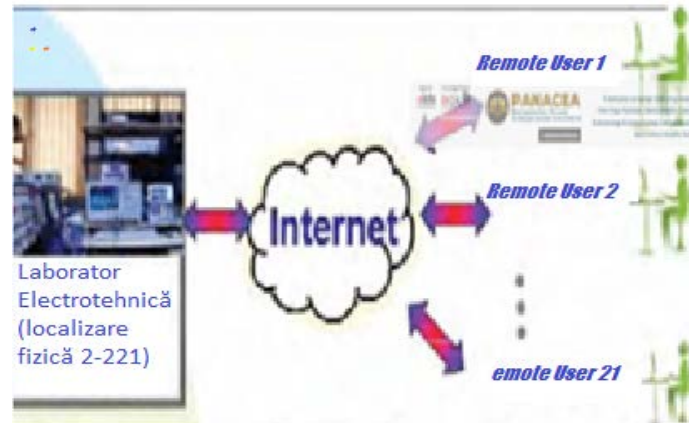 Remote User 1
PANACEA
Remote User 2
Internet
Laborator
Electrotehnică
(localizare
fizică 2-221)
emote User 21